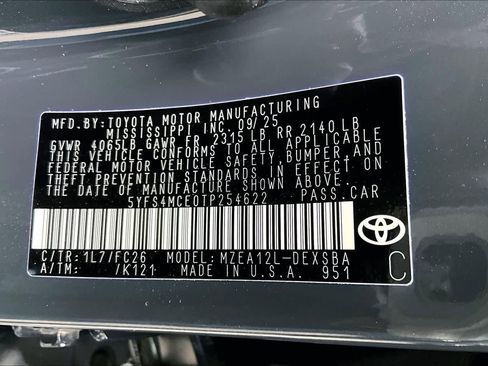 MFD.BY:TOYOTA MOTOR MANUFACTURING
MISSISSIPPI INC. 09/25
GVWR 4065LB GAWR FR 2315 LB RR 2140 LB
THIS VEHICLE CONFORMS TO ALL APPLICABLE
FEDERAL MOTOR VEHICLE SAFETY, BUMPER, AND
THEFT PREVENTION STANDARDS IN EFFECT ON
THE DATE OF MANUFACTURE SHOWN ABOVE.
5YFS4MCE0TP254622 PASS.CAR
C/TR: 1L7/FC26 MODEL: MZEA12L-DEXSBA
A/TM: /K121 MADE IN U.S.A. 951
C